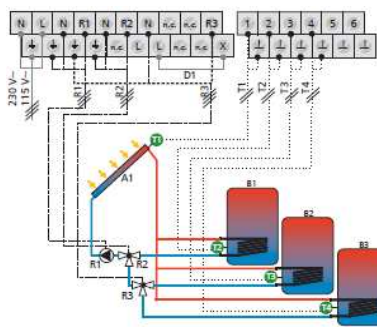 N L N R1 N R2 N L n.c. n.c. R3
n.c. L L n.c. n.c. X
1 2 3 4 5 6
D1
230 V~
115 V~
R1
R2
R3
T1
T2
T3
T4
T1
A1
B1
B2
B3
T2
T3
T4
R1
R2
R3